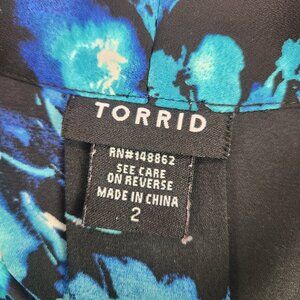 TORRID
RN#148862
SEE CARE
ON REVERSE
MADE IN CHINA
2